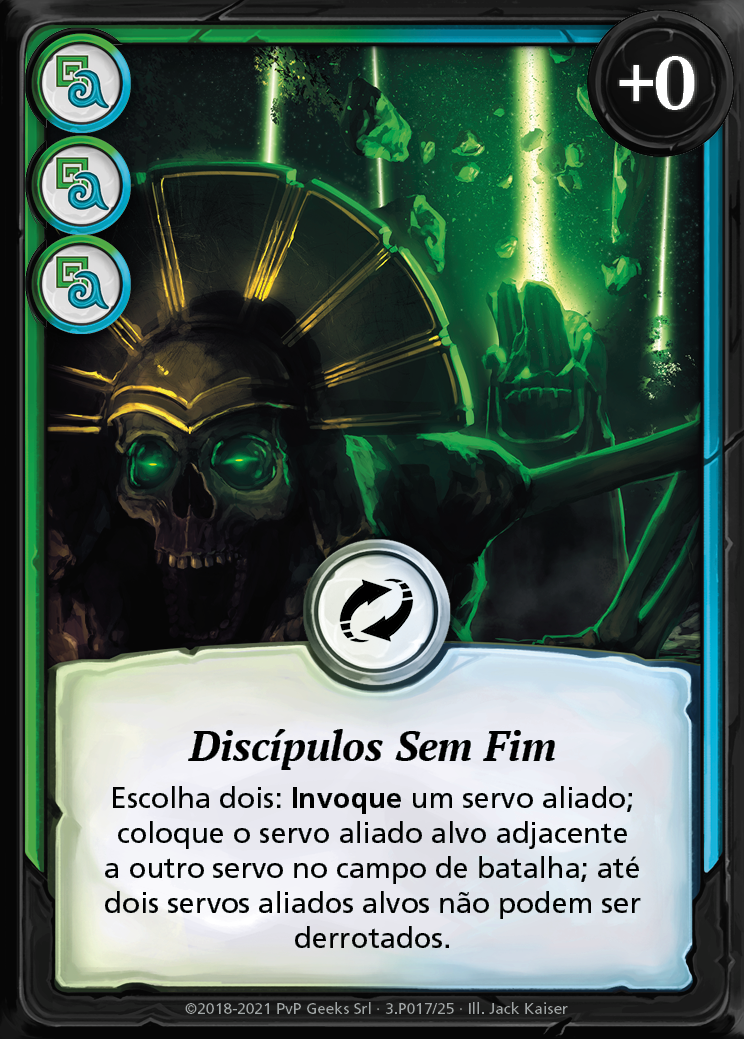 +0
Discípulos Sem Fim
Escolha dois: Invoque um servo aliado;
coloque o servo aliado alvo adjacente
a outro servo no campo de batalha; até
dois servos aliados alvos não podem ser
derrotados.
©2018-2021 PvP Geeks Srl · 3.P017/25 · Ill. Jack Kaiser